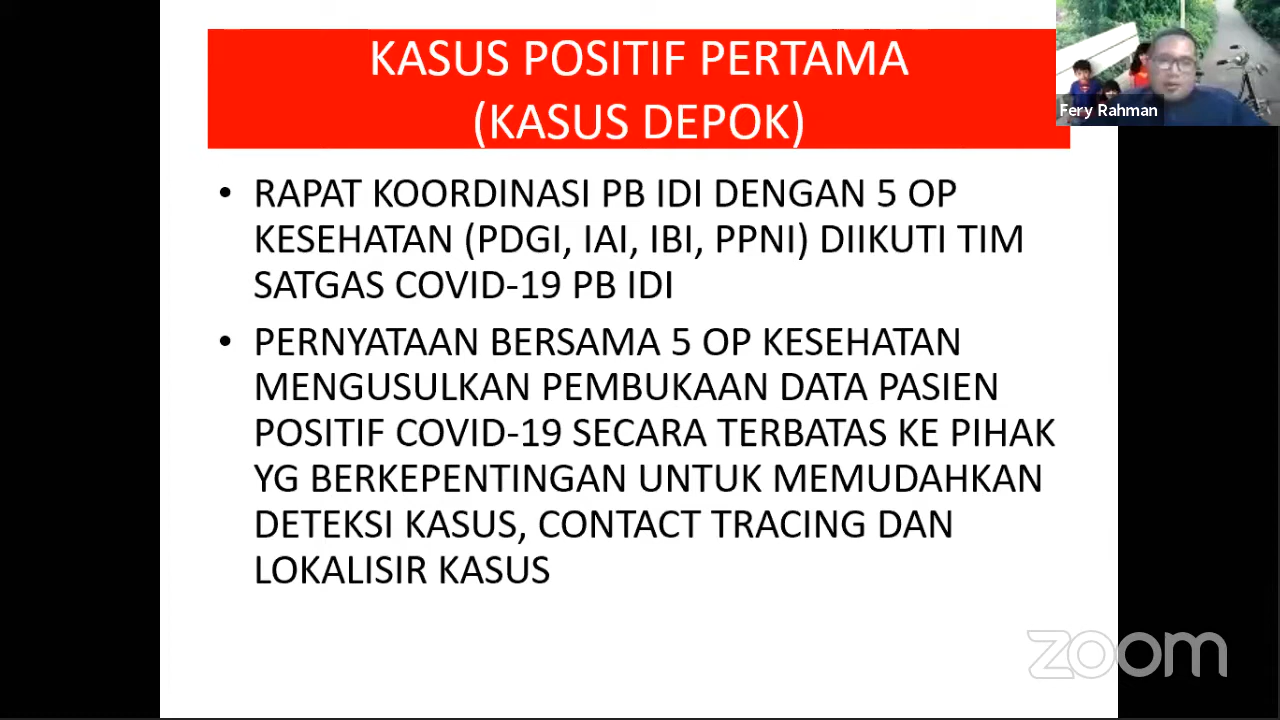 KASUS POSITIF PERTAMA
(KASUS DEPOK)
Fery Rahman
• RAPAT KOORDINASI PB IDI DENGAN 5 OP
KESEHATAN (PDGI, IAI, IBI, PPNI) DIIKUTI TIM
SATGAS COVID-19 PB IDI
• PERNYATAAN BERSAMA 5 OP KESEHATAN
MENGUSULKAN PEMBUKAAN DATA PASIEN
POSITIF COVID-19 SECARA TERBATAS KE PIHAK
YG BERKEPENTINGAN UNTUK MEMUDAHKAN
DETEKSI KASUS, CONTACT TRACING DAN
LOKALISIR KASUS
zoom